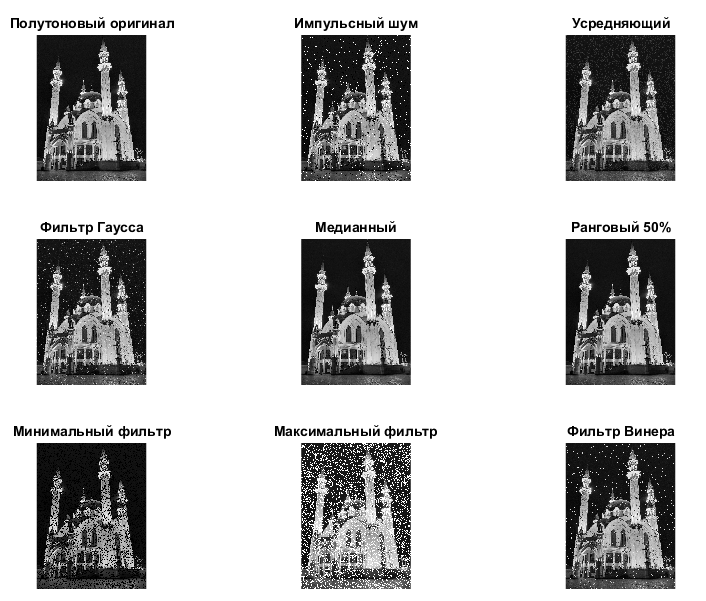 Полутоновый оригинал
Импульсный шум
Усредняющий
Фильтр Гаусса
Медианный
Ранговый 50%
Минимальный фильтр
Максимальный фильтр
Фильтр Винера